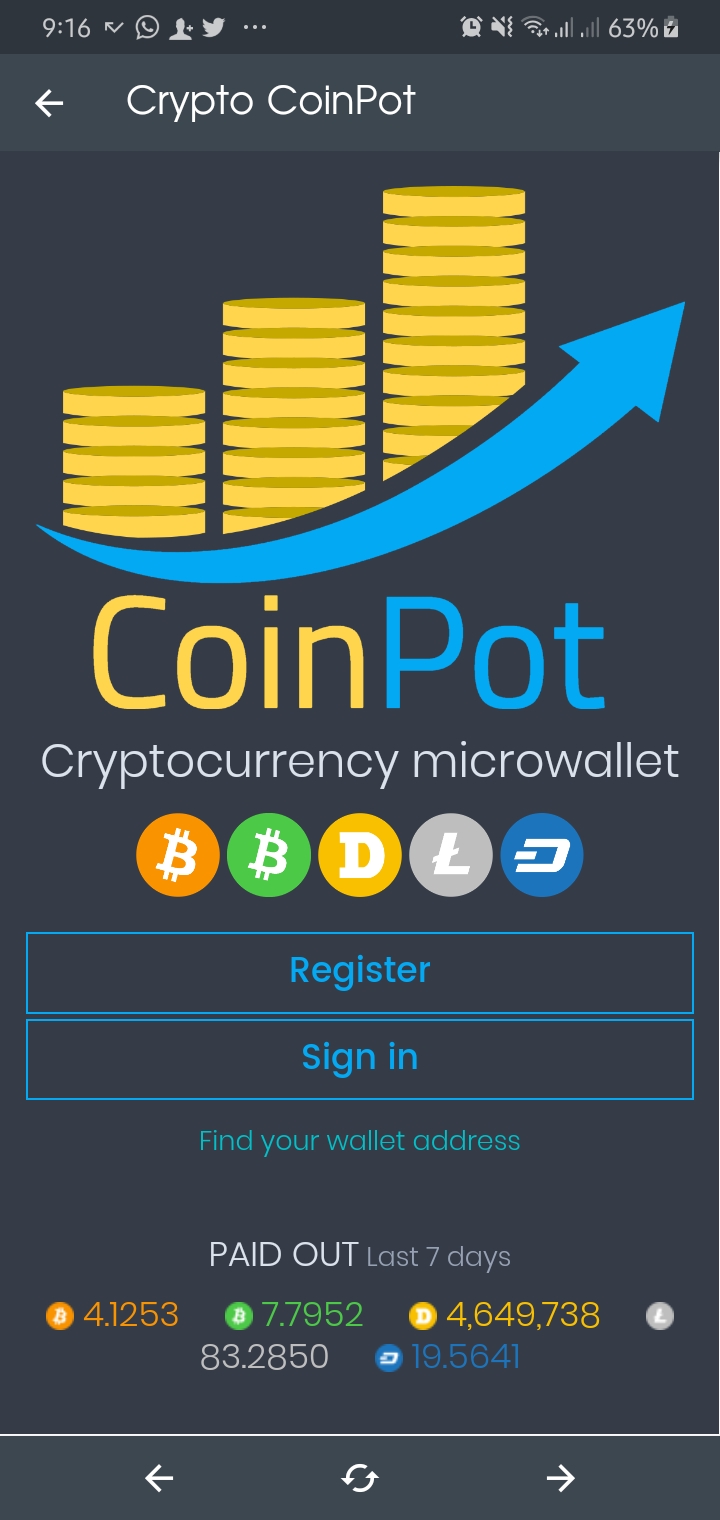 9:16 63%
Crypto CoinPot
CoinPot
Cryptocurrency microwallet
Register
Sign in
Find your wallet address
PAID OUT Last 7 days
4.1253 7.7952 4,649,738
83.2850 19.5641